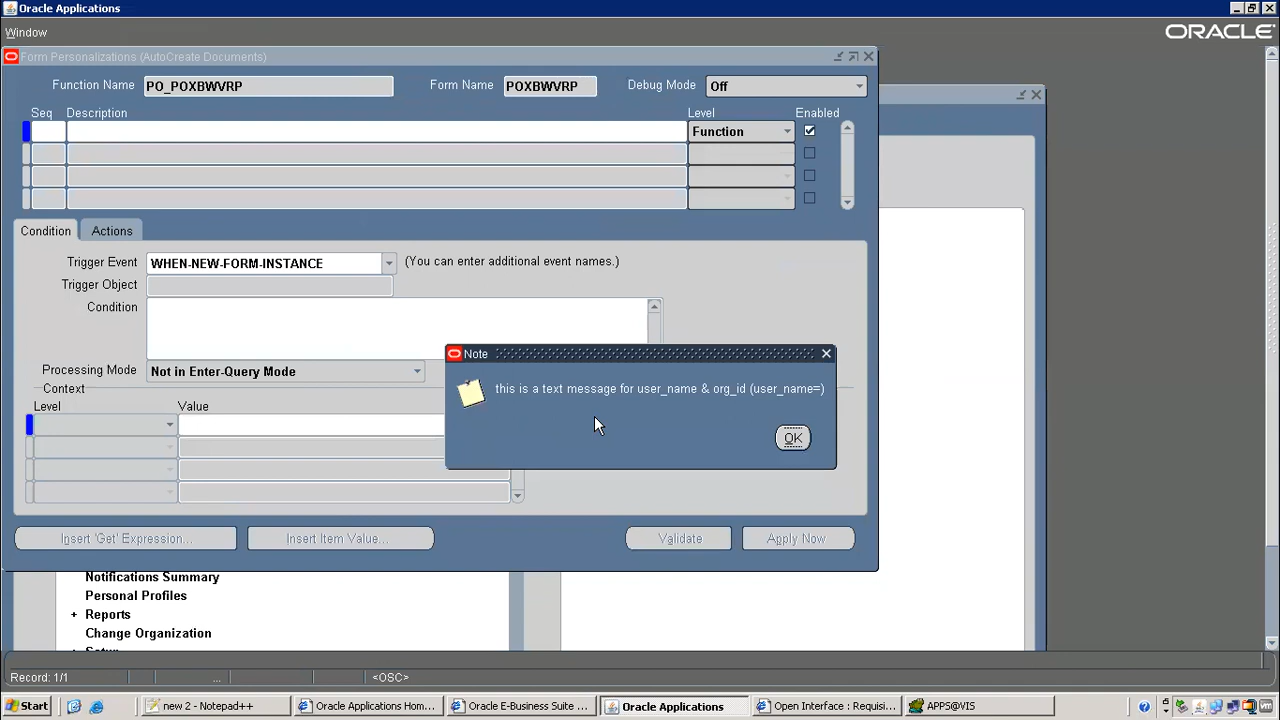 Oracle Applications
Window
ORACLE
Form Personalizations (AutoCreate Documents)
Function Name PO_POXBWVRP Form Name POXBWVRP Debug Mode Off
Seq Description Level Enabled
Function
Condition Actions
Trigger Event WHEN-NEW-FORM-INSTANCE (You can enter additional event names.)
Trigger Object
Condition
Note
Processing Mode Not in Enter-Query Mode
this is a text message for user_name & org_id (user_name=)
Context
Level Value
OK
Insert 'Get' Expression... Insert Item Value... Validate Apply Now
Notifications Summary
Personal Profiles
+ Reports
Change Organization
+ Setup
Record: 1/1 ... <OSC>
Start new 2 - Notepad++ Oracle Applications Hom... Oracle E-Business Suite ... Oracle Applications Open Interface : Requisi... APPS@VIS